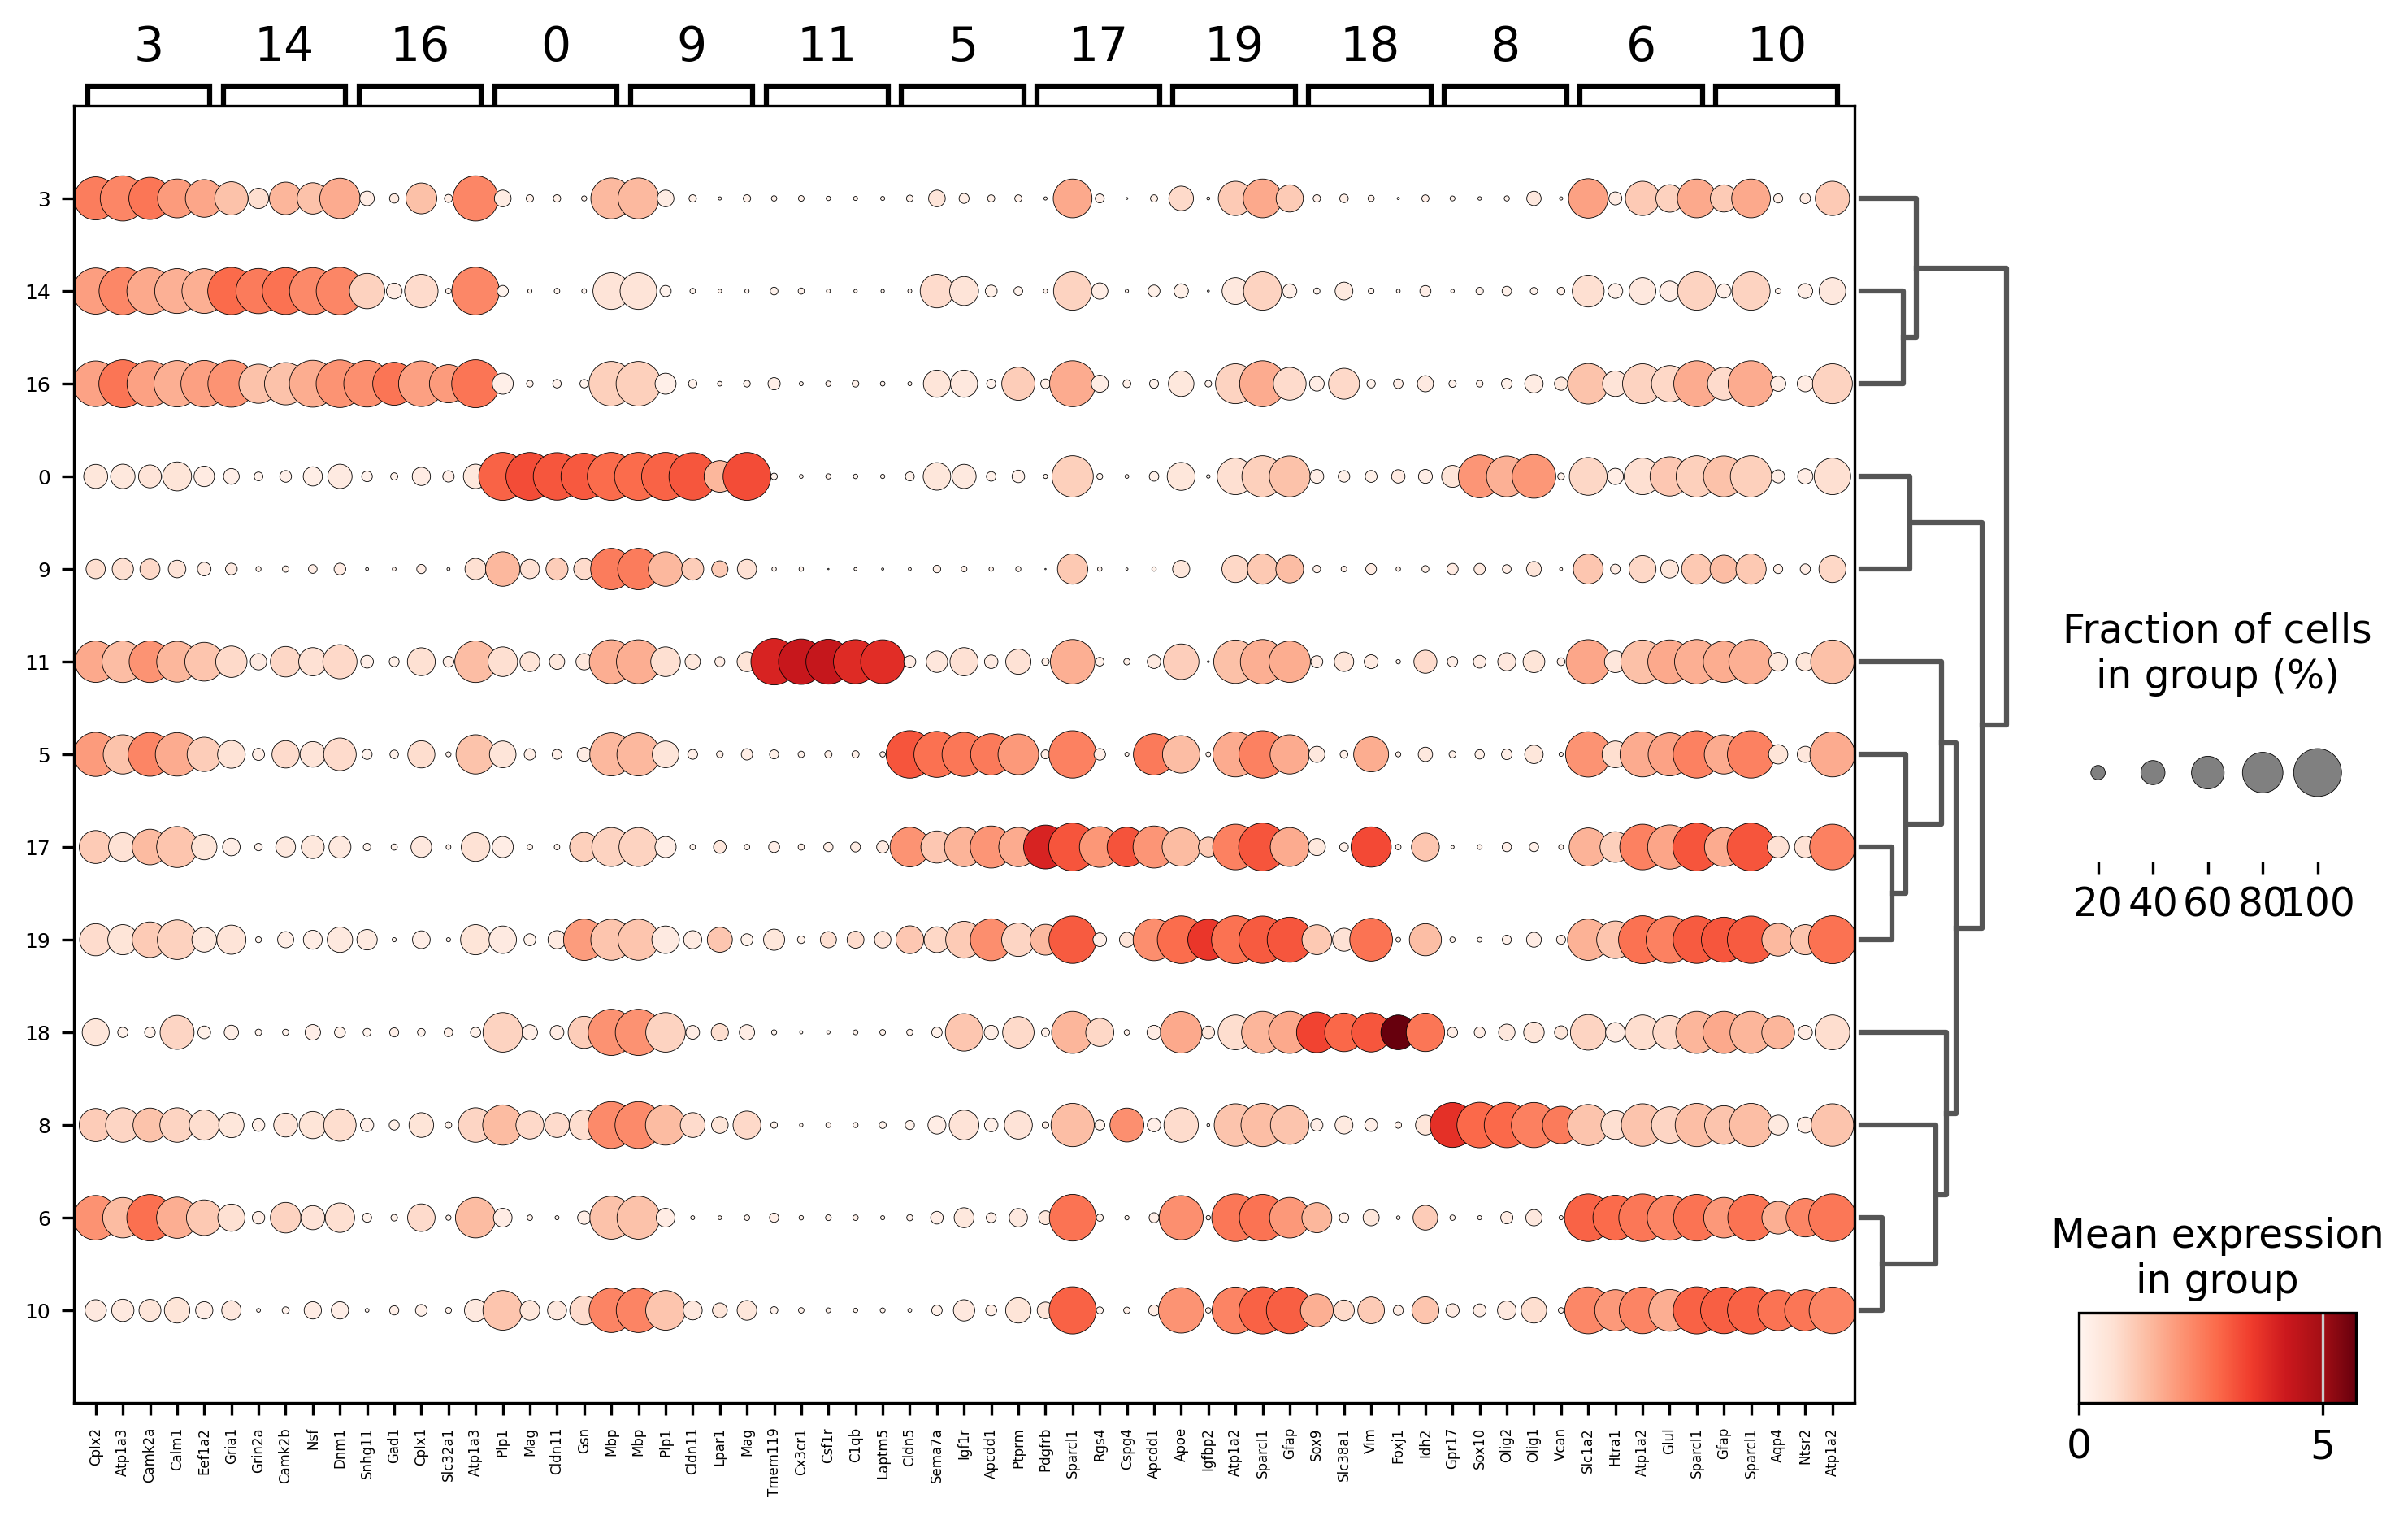 3 14 16 0 9 11 5 17 19 18 8 6 10
3
14
16
0
9
11
5
17
19
18
8
6
10
Cplx2 Atp1a3 Camk2a Calm1 Eef1a2 Gria1 Grin2a Camk2b Nsf Dnm1 Snhg11 Gad1 Cplx1 Slc32a1 Atp1a3 Plp1 Mag Cldn11 Gsn Mbp Mbp Plp1 Cldn11 Lpar1 Mag Tmem119 Cx3cr1 Csf1r C1qb Laptm5 Cldn5 Sema7a Igf1r Apcdd1 Ptprm Pdgfrb Sparcl1 Rgs4 Cspg4 Apcdd1 Apoe Igfbp2 Atp1a2 Sparcl1 Gfap Sox9 Slc38a1 Vim Foxj1 Idh2 Gpr17 Sox10 Olig2 Olig1 Vcan Slc1a2 Htra1 Atp1a2 Glul Sparcl1 Gfap Sparcl1 Aqp4 Ntsr2 Atp1a2
Fraction of cells
in group (%)
20 40 60 80 100
Mean expression
in group
0 5